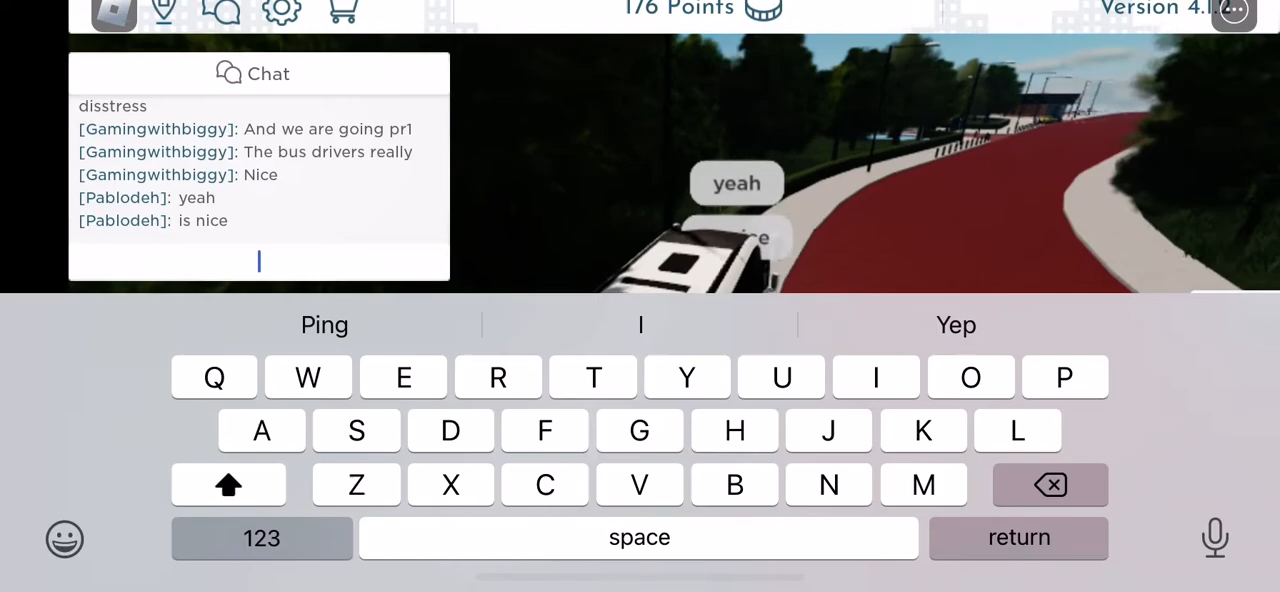 176 Points
Version 4.1.2
Chat
disstress
[Gamingwithbiggy]: And we are going pr1
[Gamingwithbiggy]: The bus drivers really
[Gamingwithbiggy]: Nice
[Pablodeh]: yeah
[Pablodeh]: is nice
yeah
Ping
I
Yep
Q W E R T Y U I O P
A S D F G H J K L
Z X C V B N M
123
space
return